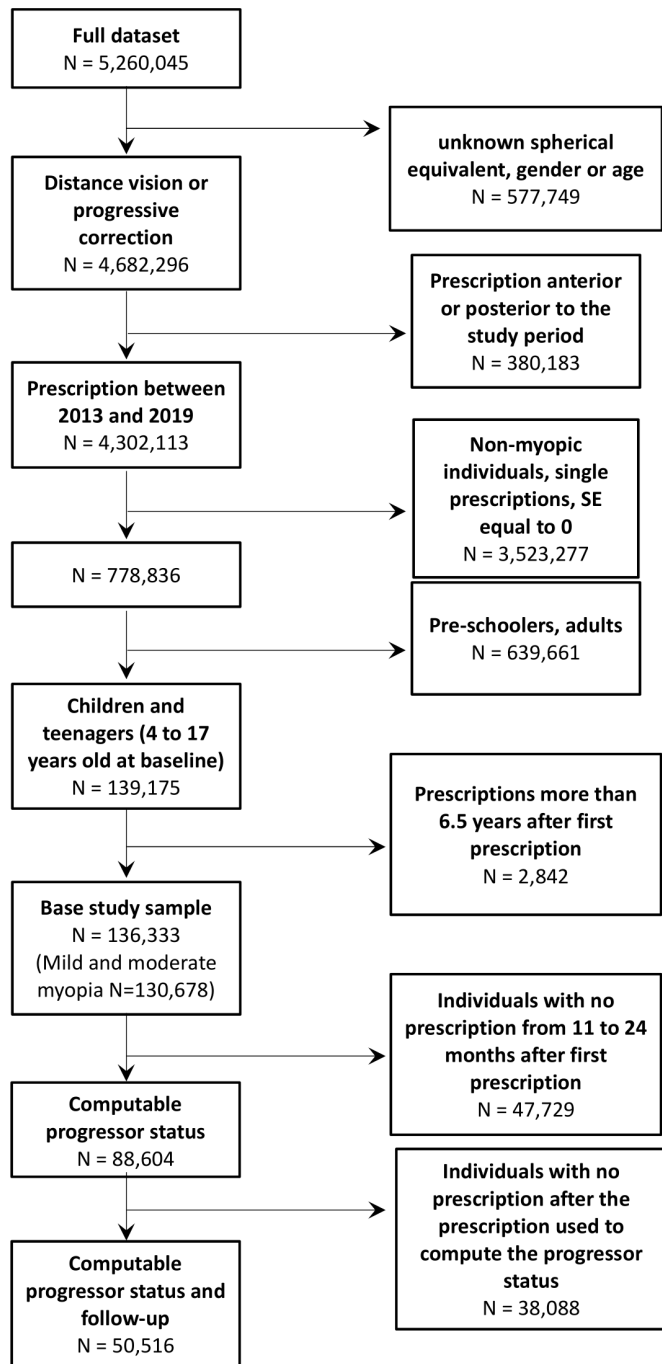 Full dataset
N = 5,260,045
unknown spherical
equivalent, gender or age
N = 577,749
Distance vision or
progressive
correction
N = 4,682,296
Prescription anterior
or posterior to the
study period
N = 380,183
Prescription between
2013 and 2019
N = 4,302,113
Non-myopic
individuals, single
prescriptions, SE
equal to 0
N = 3,523,277
N = 778,836
Pre-schoolers, adults
N = 639,661
Children and
teenagers (4 to 17
years old at baseline)
N = 139,175
Prescriptions more than
6.5 years after first
prescription
N = 2,842
Base study sample
N = 136,333
(Mild and moderate
myopia N=130,678)
Individuals with no
prescription from 11 to 24
months after first
prescription
N = 47,729
Computable
progressor status
N = 88,604
Individuals with no
prescription after the
prescription used to
compute the progressor
status
N = 38,088
Computable
progressor status and
follow-up
N = 50,516